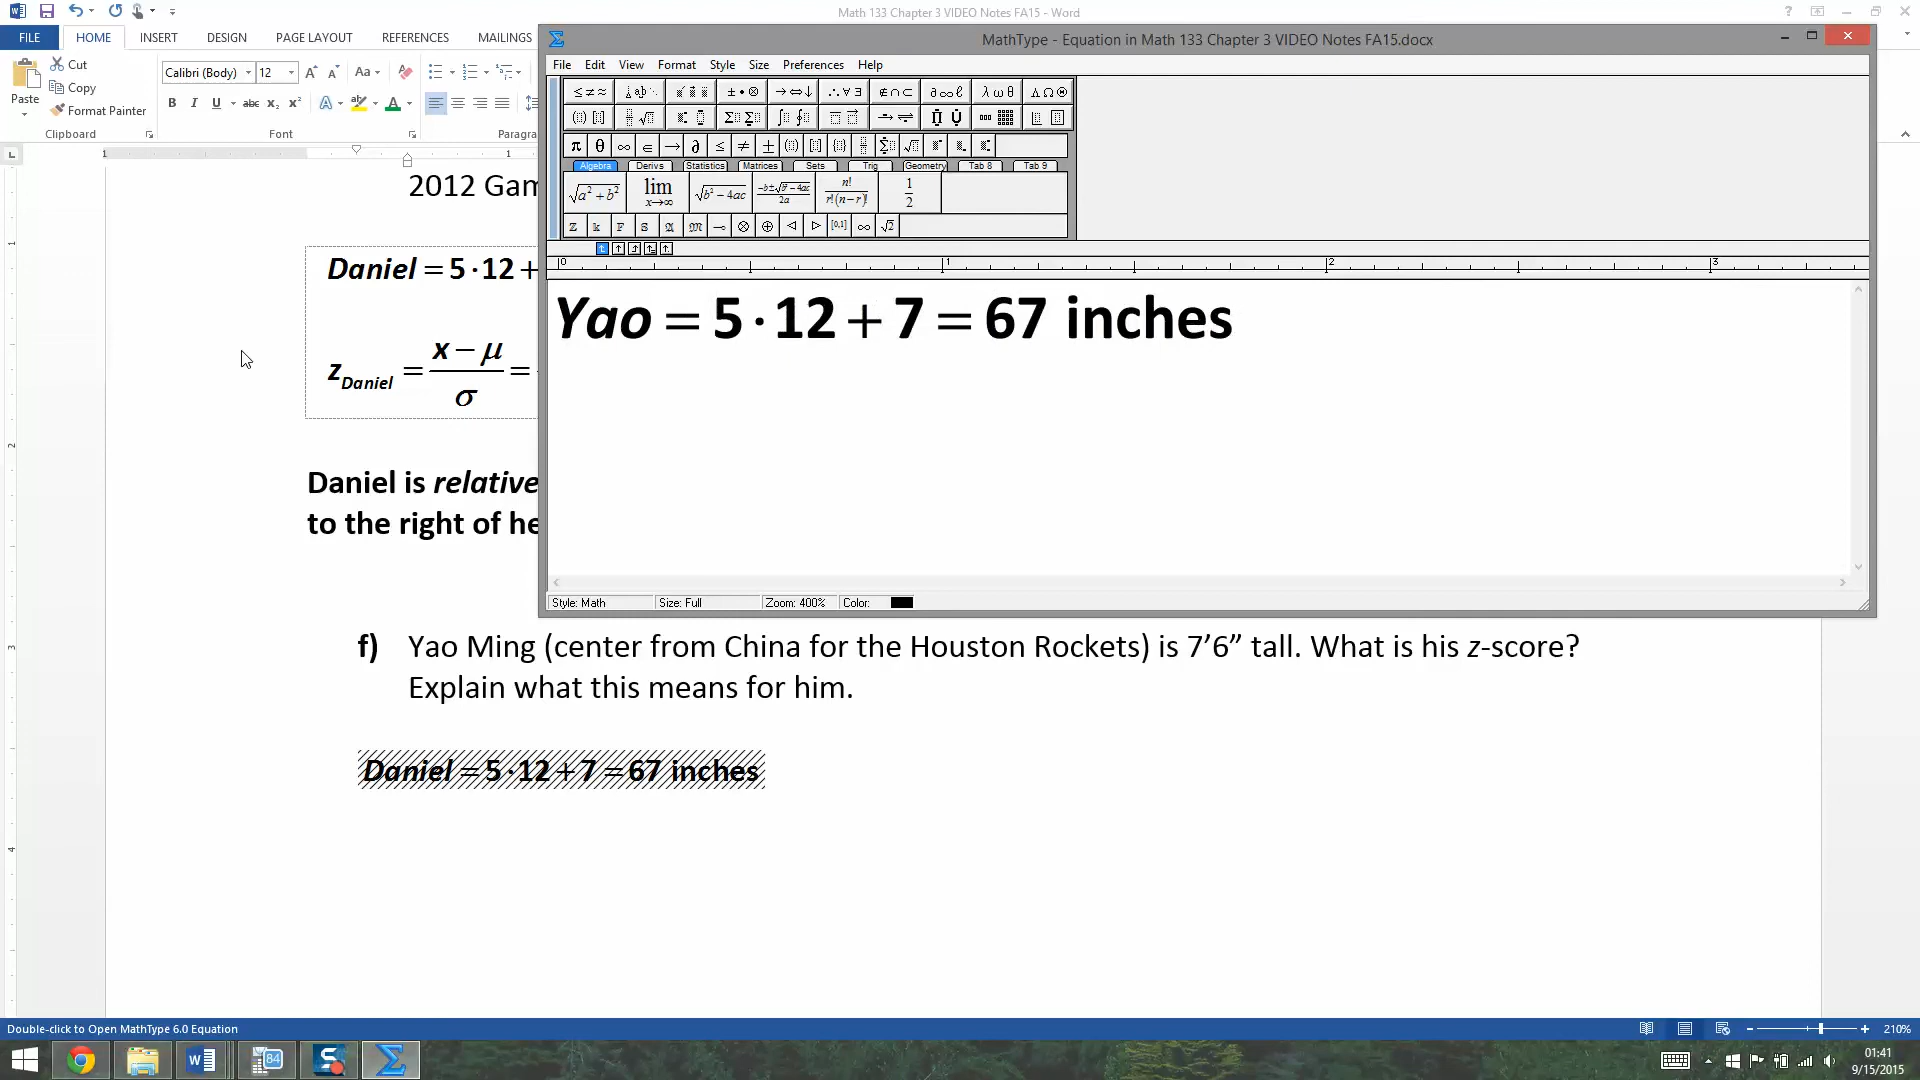 Math 133 Chapter 3 VIDEO Notes FA15 - Word
FILE HOME INSERT DESIGN PAGE LAYOUT REFERENCES MAILINGS
MathType - Equation in Math 133 Chapter 3 VIDEO Notes FA15.docx
File Edit View Format Style Size Preferences Help
Paste
Cut
Copy
Format Painter
Clipboard
Calibri (Body) 12
Font
Paragra
Algebra Derivs Statistics Matrices Sets Trig Geometry Tab 8 Tab 9
2012 Gam
Daniel = 5·12+
z_Daniel = (x − μ)/σ =
Daniel is relative
to the right of he
Yao = 5·12+7 = 67 inches
Style: Math Size: Full Zoom: 400% Color:
f) Yao Ming (center from China for the Houston Rockets) is 7’6” tall. What is his z-score?
Explain what this means for him.
Daniel = 5·12+7 = 67 inches
Double-click to Open MathType 6.0 Equation
210%
01:41
9/15/2015